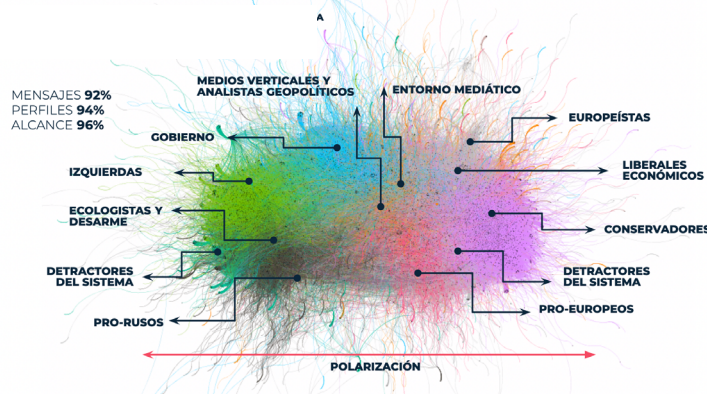 A
MEDIOS VERTICALES Y
ANALISTAS GEOPOLÍTICOS
ENTORNO MEDIÁTICO
MENSAJES 92%
PERFILES 94%
ALCANCE 96%
EUROPEÍSTAS
GOBIERNO
LIBERALES
ECONÓMICOS
IZQUIERDAS
ECOLOGISTAS Y
DESARME
CONSERVADORES
DETRACTORES
DEL SISTEMA
DETRACTORES
DEL SISTEMA
PRO-RUSOS
PRO-EUROPEOS
POLARIZACIÓN